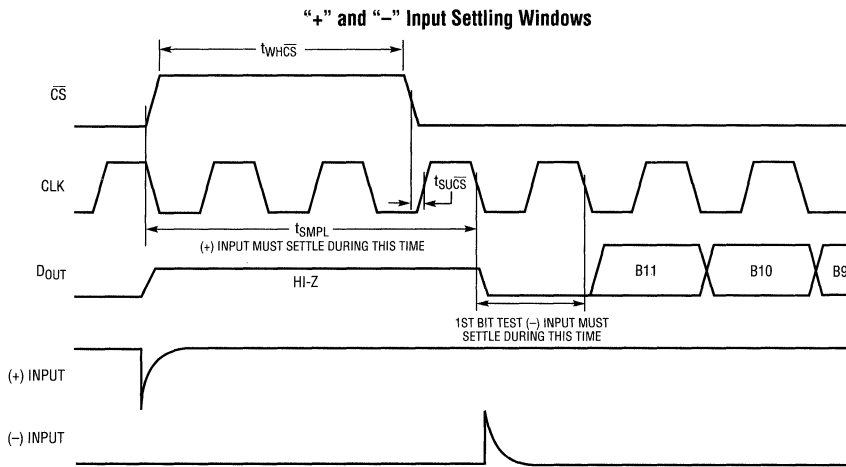 “+” and “–” Input Settling Windows
tWHCS̅
C̅S̅
CLK
tSUCS̅
tSMPL
(+) INPUT MUST SETTLE DURING THIS TIME
DOUT
HI-Z
B11
B10
B9
1ST BIT TEST (–) INPUT MUST
SETTLE DURING THIS TIME
(+) INPUT
(–) INPUT